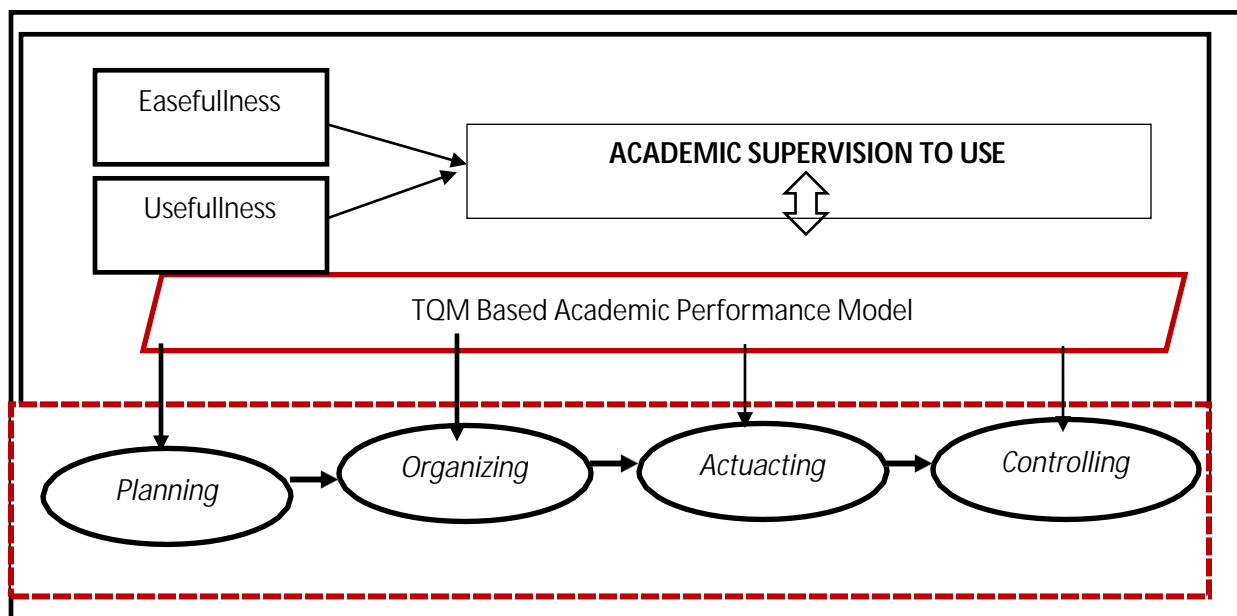 Easefullness
Usefullness
ACADEMIC SUPERVISION TO USE
TQM Based Academic Performance Model
Planning
Organizing
Actuacting
Controlling